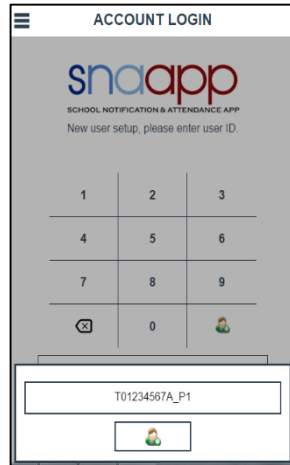 ACCOUNT LOGIN
snaapp
SCHOOL NOTIFICATION & ATTENDANCE APP
New user setup, please enter user ID.
1 2 3
4 5 6
7 8 9
0
T01234567A_P1